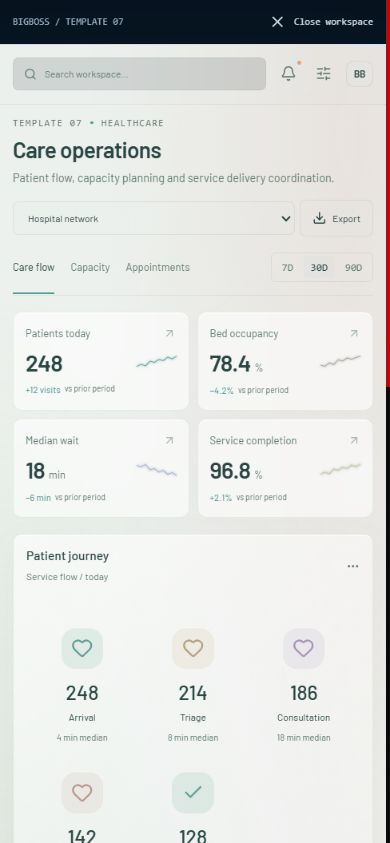 BIGBOSS / TEMPLATE 07
Close workspace
Search workspace...
BB
TEMPLATE 07 • HEALTHCARE
Care operations
Patient flow, capacity planning and service delivery coordination.
Hospital network
Export
Care flow Capacity Appointments
7D 30D 90D
Patients today
248
+12 visits vs prior period
Bed occupancy
78.4 %
−4.2% vs prior period
Median wait
18 min
−6 min vs prior period
Service completion
96.8 %
+2.1% vs prior period
Patient journey
Service flow / today
248
Arrival
4 min median
214
Triage
8 min median
186
Consultation
18 min median
142
128